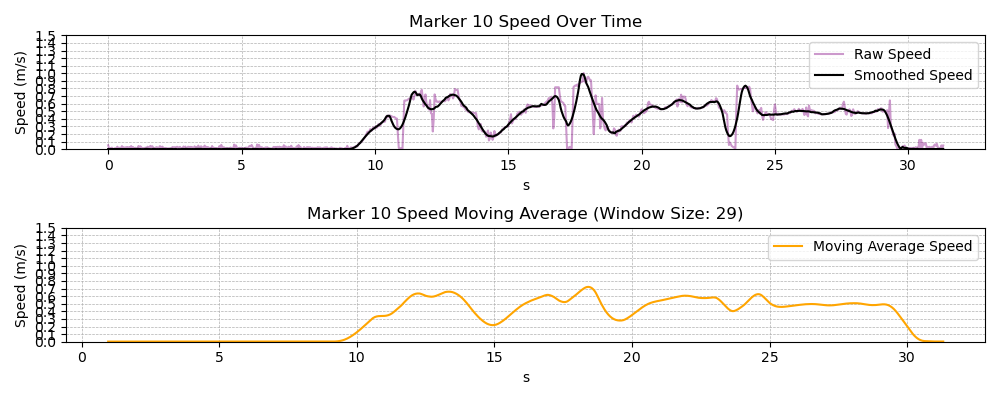 Marker 10 Speed Over Time
Speed (m/s)
1.5
1.4
1.3
1.2
1.1
1.0
0.9
0.8
0.7
0.6
0.5
0.4
0.3
0.2
0.1
0.0
Raw Speed
Smoothed Speed
0 5 10 15 20 25 30
s
Marker 10 Speed Moving Average (Window Size: 29)
Speed (m/s)
1.5
1.4
1.3
1.2
1.1
1.0
0.9
0.8
0.7
0.6
0.5
0.4
0.3
0.2
0.1
0.0
Moving Average Speed
0 5 10 15 20 25 30
s